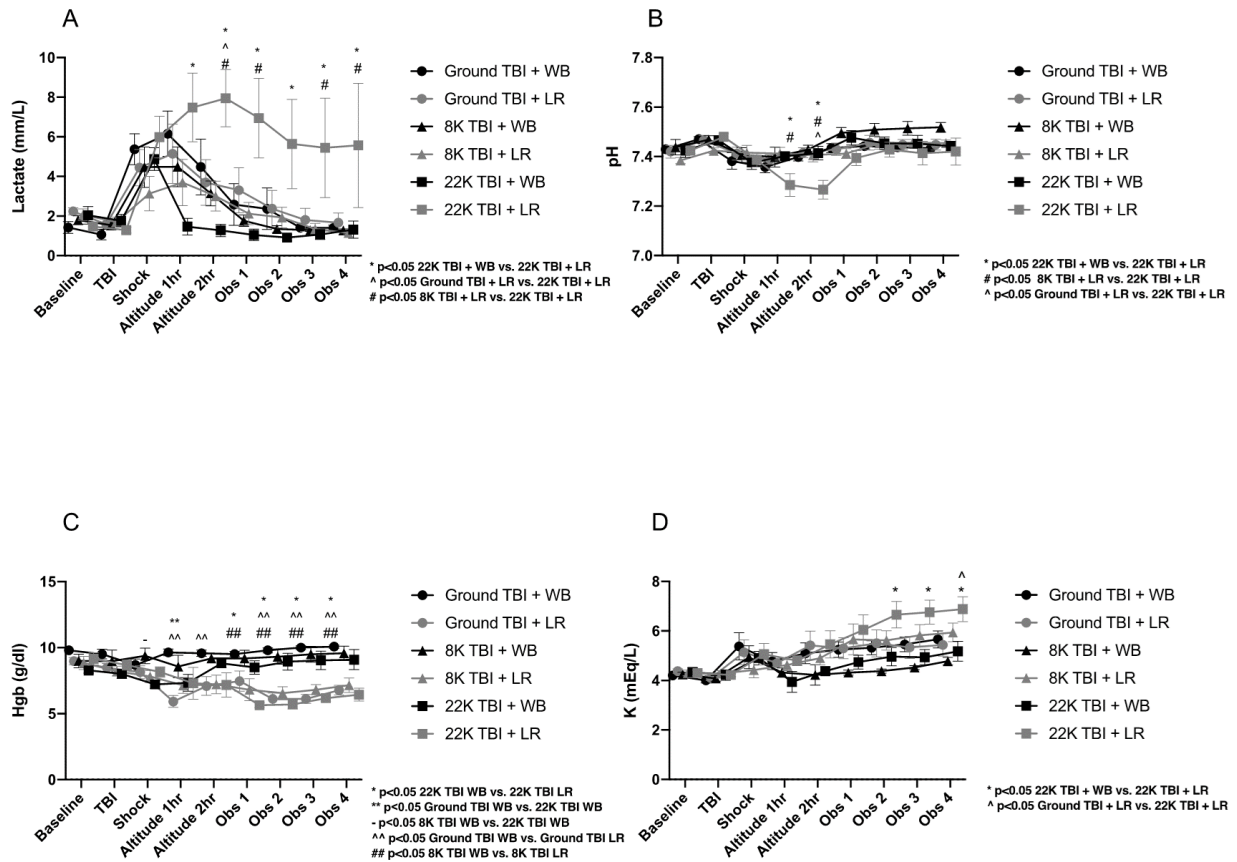 A
Lactate (mm/L)
10
8
6
4
2
0
*
*
^
#
*
#
*
*
#
*
#
Baseline
TBI
Shock
Altitude 1hr
Altitude 2hr
Obs 1
Obs 2
Obs 3
Obs 4
Ground TBI + WB
Ground TBI + LR
8K TBI + WB
8K TBI + LR
22K TBI + WB
22K TBI + LR
* p<0.05 22K TBI + WB vs. 22K TBI + LR
^ p<0.05 Ground TBI + LR vs. 22K TBI + LR
# p<0.05 8K TBI + LR vs. 22K TBI + LR
B
pH
7.8
7.6
7.4
7.2
7.0
*
#
*
#
^
Baseline
TBI
Shock
Altitude 1hr
Altitude 2hr
Obs 1
Obs 2
Obs 3
Obs 4
Ground TBI + WB
Ground TBI + LR
8K TBI + WB
8K TBI + LR
22K TBI + WB
22K TBI + LR
* p<0.05 22K TBI + WB vs. 22K TBI + LR
# p<0.05 8K TBI + LR vs. 22K TBI + LR
^ p<0.05 Ground TBI + LR vs. 22K TBI + LR
C
Hgb (g/dl)
15
10
5
0
-
**
^^
^^
*
##
*
^^
##
*
^^
##
*
^^
##
Baseline
TBI
Shock
Altitude 1hr
Altitude 2hr
Obs 1
Obs 2
Obs 3
Obs 4
Ground TBI + WB
Ground TBI + LR
8K TBI + WB
8K TBI + LR
22K TBI + WB
22K TBI + LR
* p<0.05 22K TBI WB vs. 22K TBI LR
** p<0.05 Ground TBI WB vs. 22K TBI WB
- p<0.05 8K TBI WB vs. 22K TBI WB
^^ p<0.05 Ground TBI WB vs. Ground TBI LR
## p<0.05 8K TBI WB vs. 8K TBI LR
D
K (mEq/L)
8
6
4
2
0
*
*
^
*
Baseline
TBI
Shock
Altitude 1hr
Altitude 2hr
Obs 1
Obs 2
Obs 3
Obs 4
Ground TBI + WB
Ground TBI + LR
8K TBI + WB
8K TBI + LR
22K TBI + WB
22K TBI + LR
* p<0.05 22K TBI + WB vs. 22K TBI + LR
^ p<0.05 Ground TBI + LR vs. 22K TBI + LR